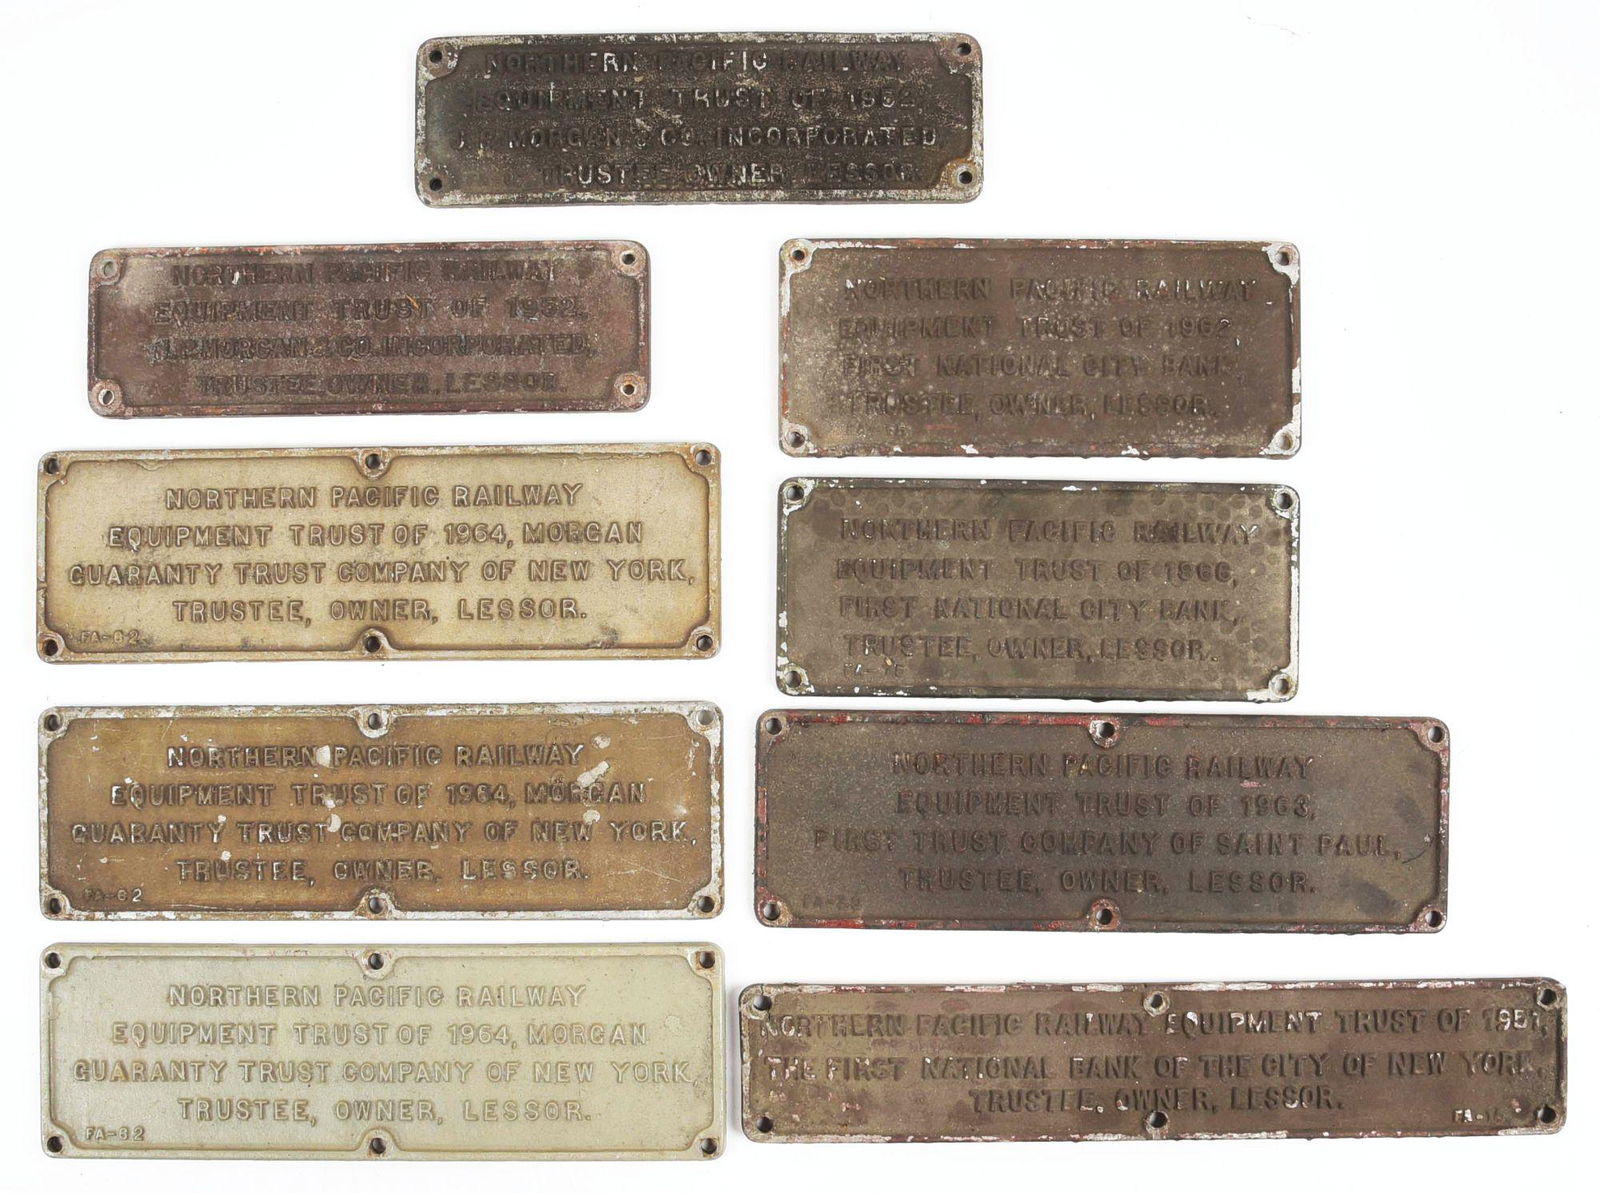 NORTHERN PACIFIC RAILWAY
EQUIPMENT TRUST OF 1952,
J.P. MORGAN & CO. INCORPORATED,
TRUSTEE, OWNER, LESSOR.
NORTHERN PACIFIC RAILWAY
EQUIPMENT TRUST OF 1952,
J.P. MORGAN & CO. INCORPORATED,
TRUSTEE, OWNER, LESSOR.
NORTHERN PACIFIC RAILWAY
EQUIPMENT TRUST OF 1964, MORGAN
GUARANTY TRUST COMPANY OF NEW YORK,
TRUSTEE, OWNER, LESSOR.
FA-62
NORTHERN PACIFIC RAILWAY
EQUIPMENT TRUST OF 1964, MORGAN
GUARANTY TRUST COMPANY OF NEW YORK,
TRUSTEE, OWNER, LESSOR.
FA-62
NORTHERN PACIFIC RAILWAY
EQUIPMENT TRUST OF 1964, MORGAN
GUARANTY TRUST COMPANY OF NEW YORK,
TRUSTEE, OWNER, LESSOR.
FA-62
NORTHERN PACIFIC RAILWAY
EQUIPMENT TRUST OF 1962
FIRST NATIONAL CITY BANK,
TRUSTEE, OWNER, LESSOR.
NORTHERN PACIFIC RAILWAY
EQUIPMENT TRUST OF 1966,
FIRST NATIONAL CITY BANK,
TRUSTEE, OWNER, LESSOR.
NORTHERN PACIFIC RAILWAY
EQUIPMENT TRUST OF 1963,
FIRST TRUST COMPANY OF SAINT PAUL,
TRUSTEE, OWNER, LESSOR.
NORTHERN PACIFIC RAILWAY EQUIPMENT TRUST OF 1957,
THE FIRST NATIONAL BANK OF THE CITY OF NEW YORK,
TRUSTEE, OWNER, LESSOR.